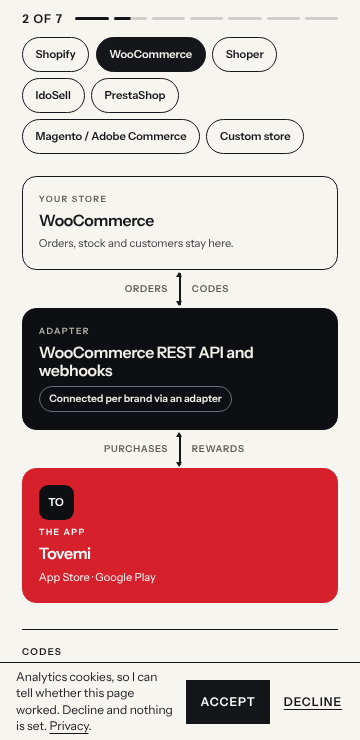 2 OF 7
Shopify
WooCommerce
Shoper
IdoSell
PrestaShop
Magento / Adobe Commerce
Custom store
YOUR STORE
WooCommerce
Orders, stock and customers stay here.
ORDERS
CODES
ADAPTER
WooCommerce REST API and
webhooks
Connected per brand via an adapter
PURCHASES
REWARDS
TO
THE APP
Tovemi
App Store · Google Play
CODES
Analytics cookies, so I can
tell whether this page
worked. Decline and nothing
is set. Privacy.
ACCEPT
DECLINE